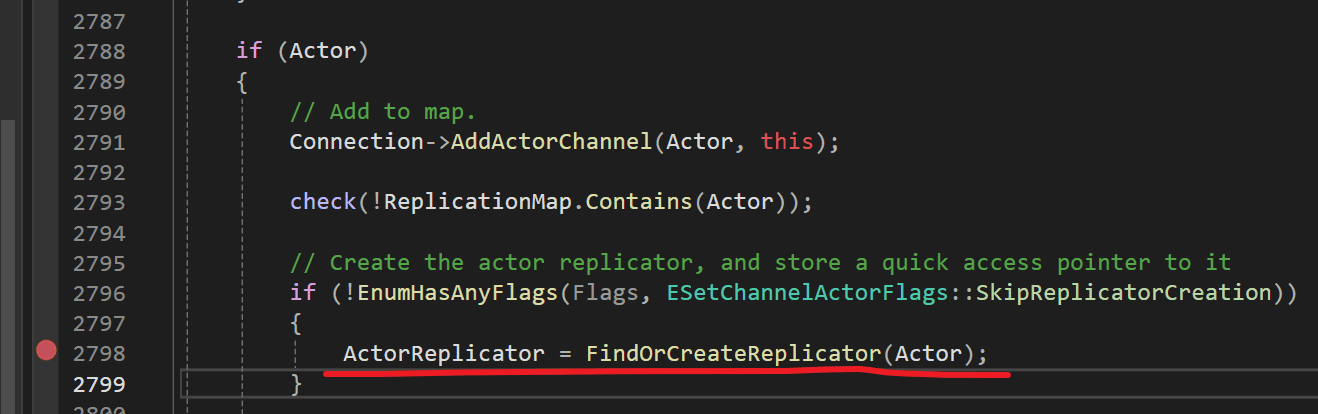 2787
2788 if (Actor)
2789 {
2790 // Add to map.
2791 Connection->AddActorChannel(Actor, this);
2792
2793 check(!ReplicationMap.Contains(Actor));
2794
2795 // Create the actor replicator, and store a quick access pointer to it
2796 if (!EnumHasAnyFlags(Flags, ESetChannelActorFlags::SkipReplicatorCreation))
2797 {
2798 ActorReplicator = FindOrCreateReplicator(Actor);
2799 }
2800